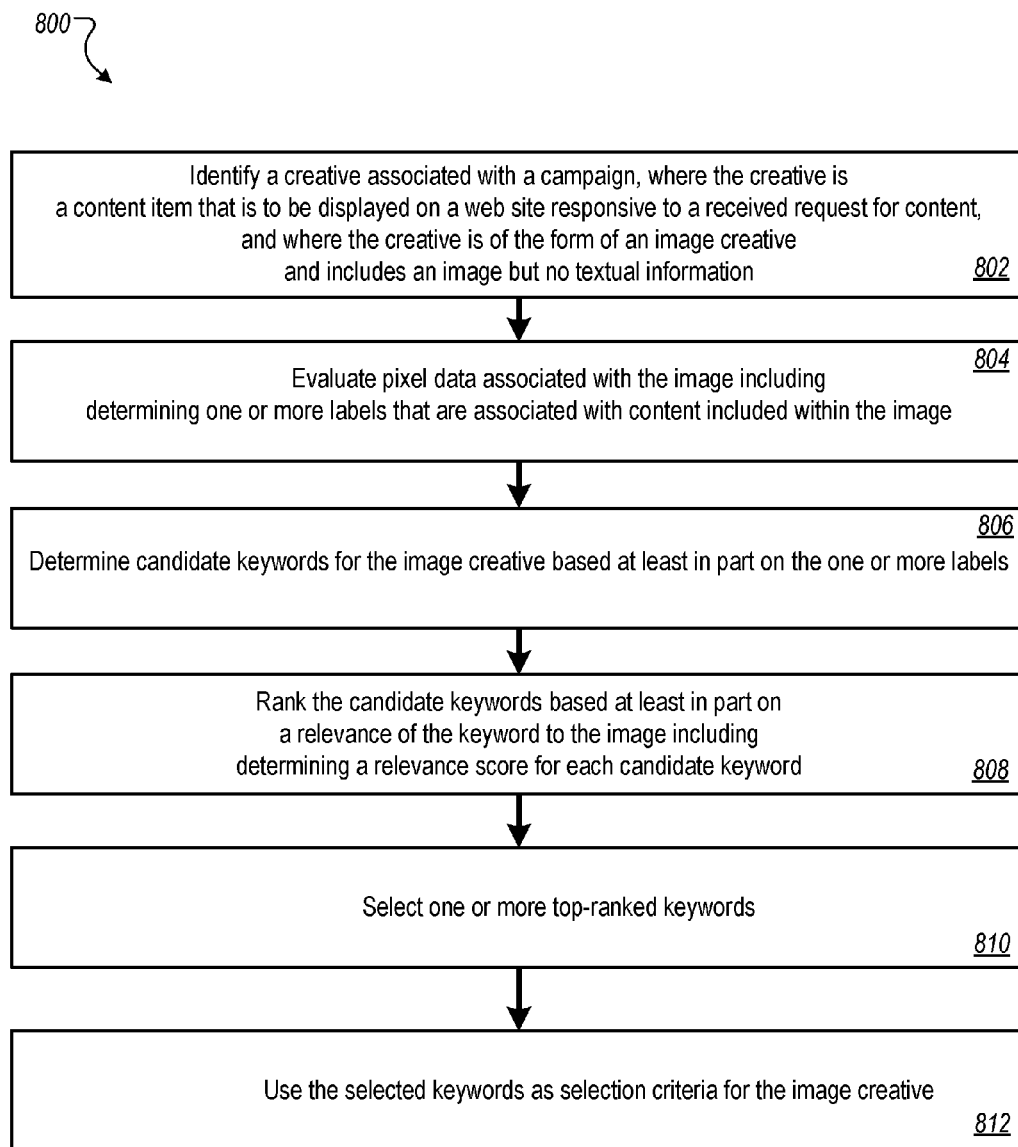 800
Identify a creative associated with a campaign, where the creative is
a content item that is to be displayed on a web site responsive to a received request for content,
and where the creative is of the form of an image creative
and includes an image but no textual information
802
804
Evaluate pixel data associated with the image including
determining one or more labels that are associated with content included within the image
806
Determine candidate keywords for the image creative based at least in part on the one or more labels
Rank the candidate keywords based at least in part on
a relevance of the keyword to the image including
determining a relevance score for each candidate keyword
808
Select one or more top-ranked keywords
810
Use the selected keywords as selection criteria for the image creative
812